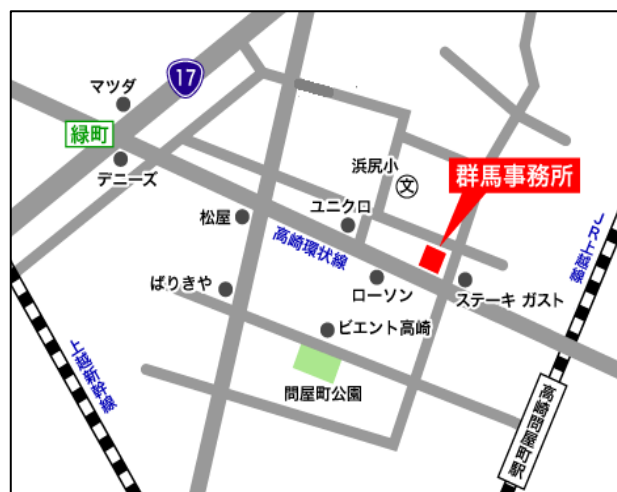 17
マツダ
緑町
デニーズ
浜尻小
文
群馬事務所
ユニクロ
松屋
高崎環状線
JR上越線
ばりきや
ローソン
ステーキ ガスト
ビエント高崎
上越新幹線
問屋町公園
高崎問屋町駅